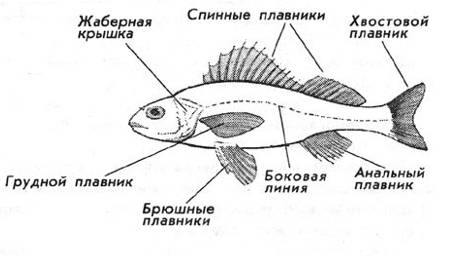 Жаберная
крышка
Спинные плавники
Хвостовой
плавник
Грудной плавник
Брюшные
плавники
Боковая
линия
Анальный
плавник